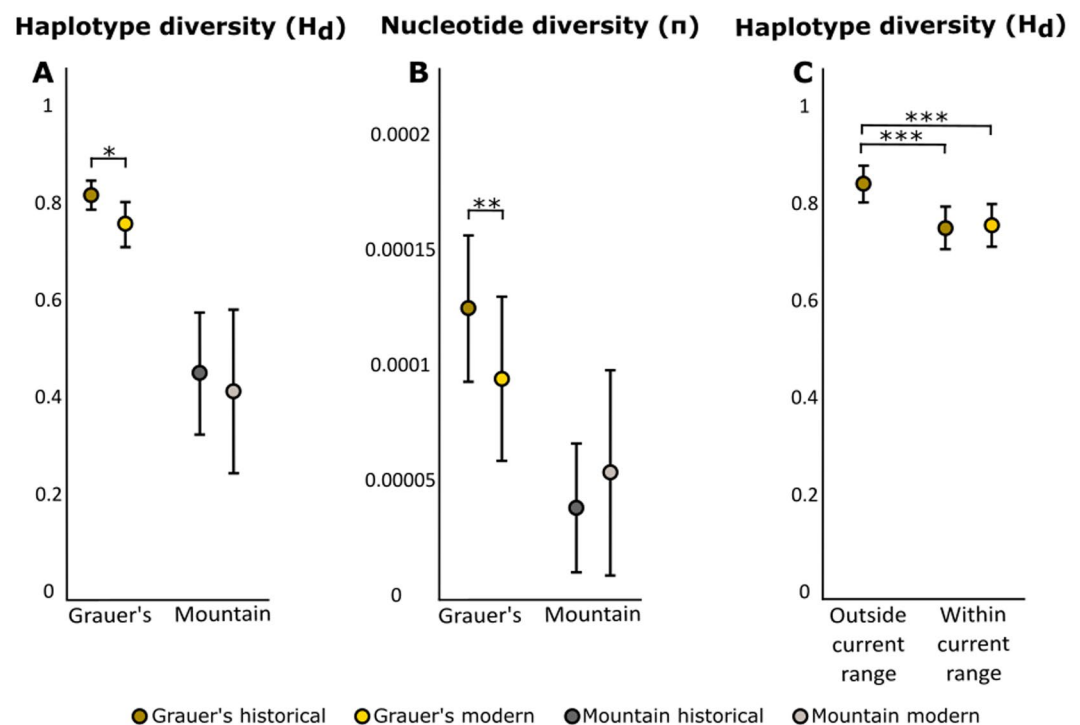 Haplotype diversity (Hd) Nucleotide diversity (π) Haplotype diversity (Hd)
A
1
0.8
0.6
0.4
0.2
0
*
Grauer's Mountain
B
0.0002
0.00015
0.0001
0.00005
0
**
Grauer's Mountain
C
1
0.8
0.6
0.4
0.2
0
***
***
Outside
current
range
Within
current
range
Grauer's historical Grauer's modern Mountain historical Mountain modern